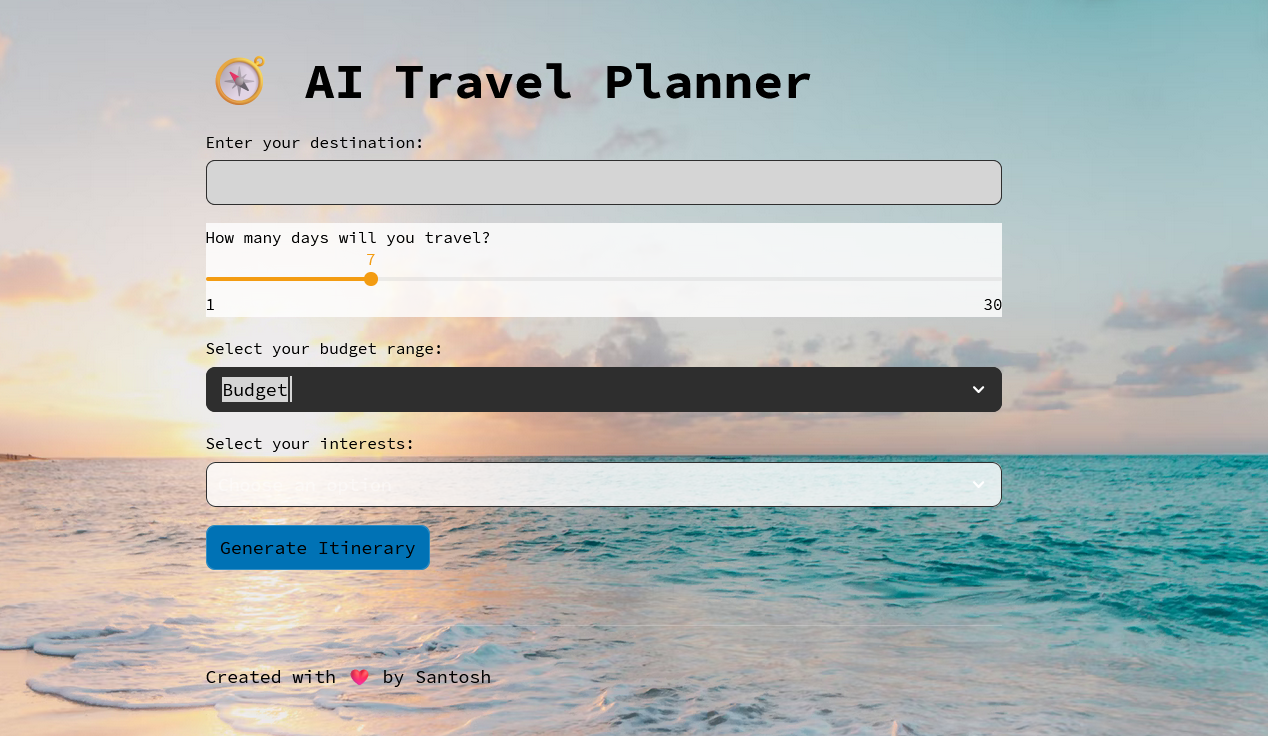 AI Travel Planner
Enter your destination:
How many days will you travel?
7
1 30
Select your budget range:
Budget
Select your interests:
Choose an option
Generate Itinerary
Created with ❤️ by Santosh